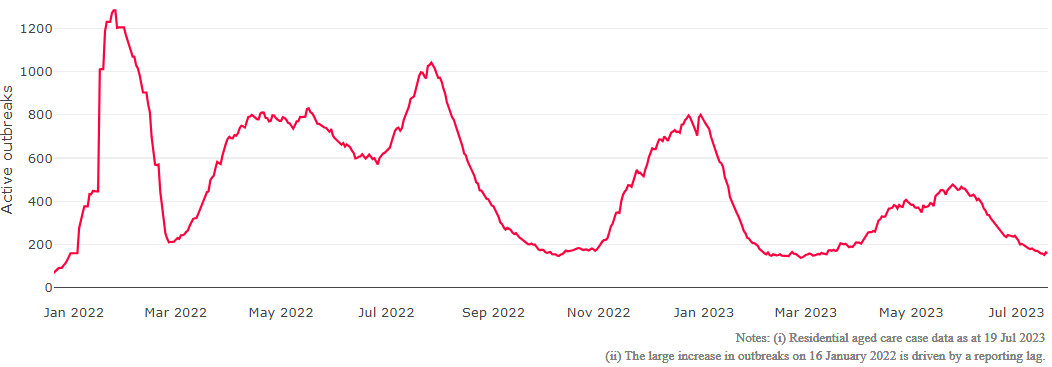 Active outbreaks
1200
1000
800
600
400
200
0
Jan 2022 Mar 2022 May 2022 Jul 2022 Sep 2022 Nov 2022 Jan 2023 Mar 2023 May 2023 Jul 2023
Notes: (i) Residential aged care case data as at 19 Jul 2023
(ii) The large increase in outbreaks on 16 January 2022 is driven by a reporting lag.